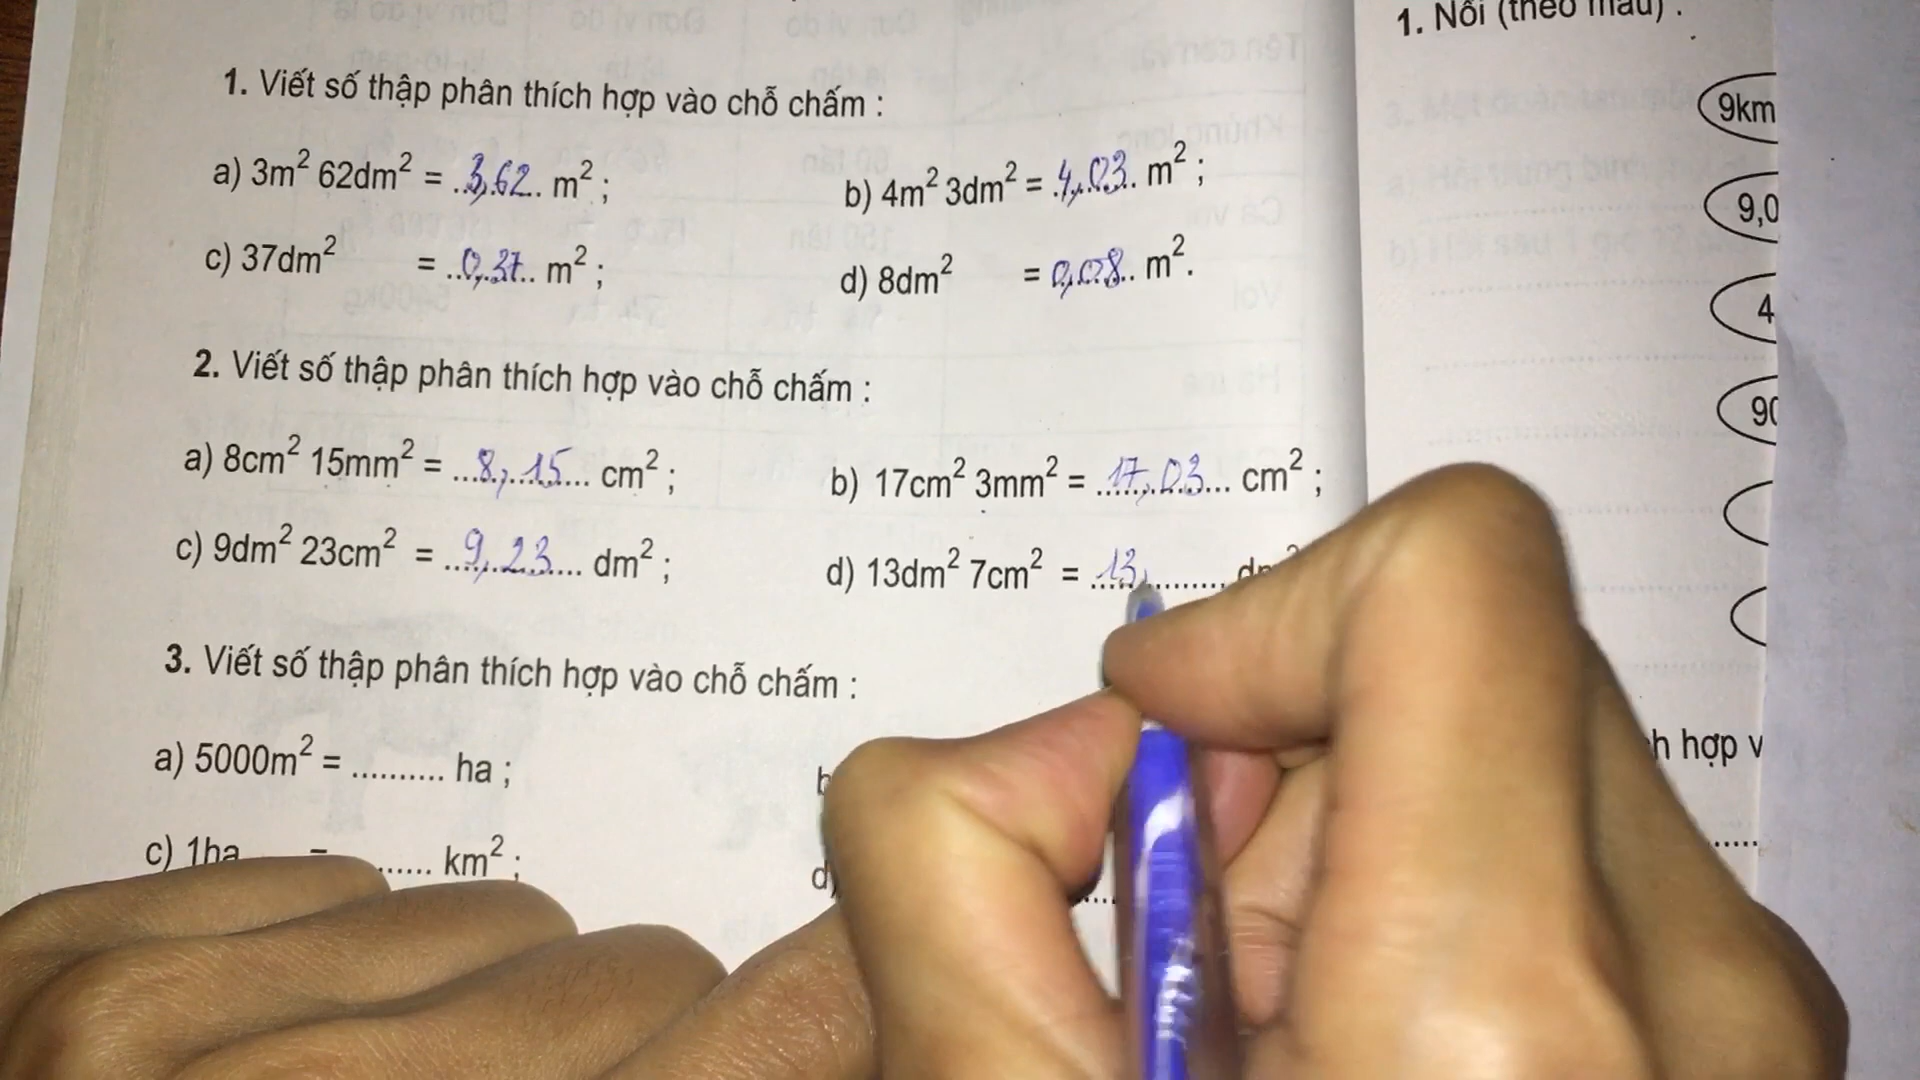 1. Viết số thập phân thích hợp vào chỗ chấm :
a) 3m² 62dm² = ..3,62.. m² ;
b) 4m² 3dm² = .4,03. m² ;
c) 37dm² = ..0,37.. m² ;
d) 8dm² = 0,08.. m².
2. Viết số thập phân thích hợp vào chỗ chấm :
a) 8cm² 15mm² = ...8,15... cm² ;
b) 17cm² 3mm² = ...17,03... cm² ;
c) 9dm² 23cm² = ...9,23.... dm² ;
d) 13dm² 7cm² = ...13,........
3. Viết số thập phân thích hợp vào chỗ chấm :
a) 5000m² = .......... ha ;
c) 1ha = ...... km² ;
d)
1. Nối (theo mẫu) :
9km
9,0
4
90
hợp v